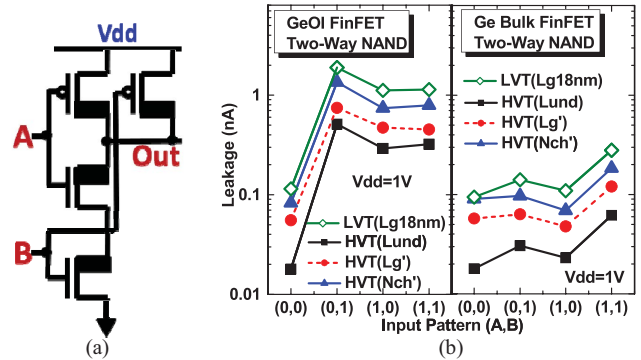 Vdd
A
Out
B
(a)
GeOI FinFET
Two-Way NAND
Ge Bulk FinFET
Two-Way NAND
LVT(Lg18nm)
HVT(Lund)
HVT(Lg')
HVT(Nch')
Vdd=1V
LVT(Lg18nm)
HVT(Lund)
HVT(Lg')
HVT(Nch')
Vdd=1V
Leakage (nA)
1
0.1
0.01
(0,0) (0,1) (1,0) (1,1) (0,0) (0,1) (1,0) (1,1)
Input Pattern (A,B)
(b)